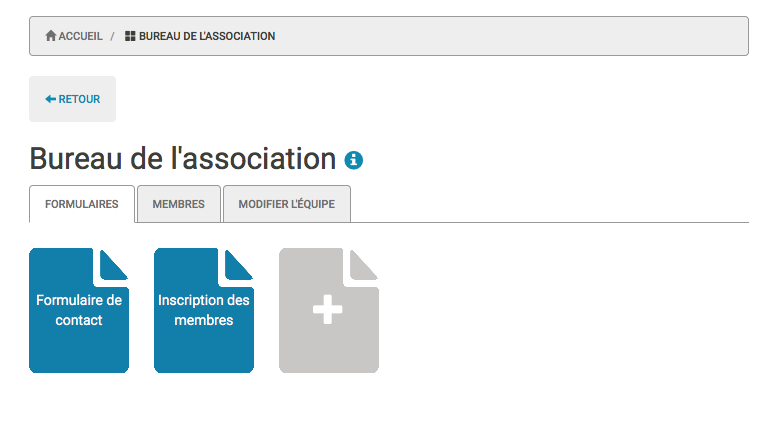 ACCUEIL / BUREAU DE L'ASSOCIATION
RETOUR
Bureau de l'association
FORMULAIRES MEMBRES MODIFIER L'ÉQUIPE
Formulaire de
contact
Inscription des
membres